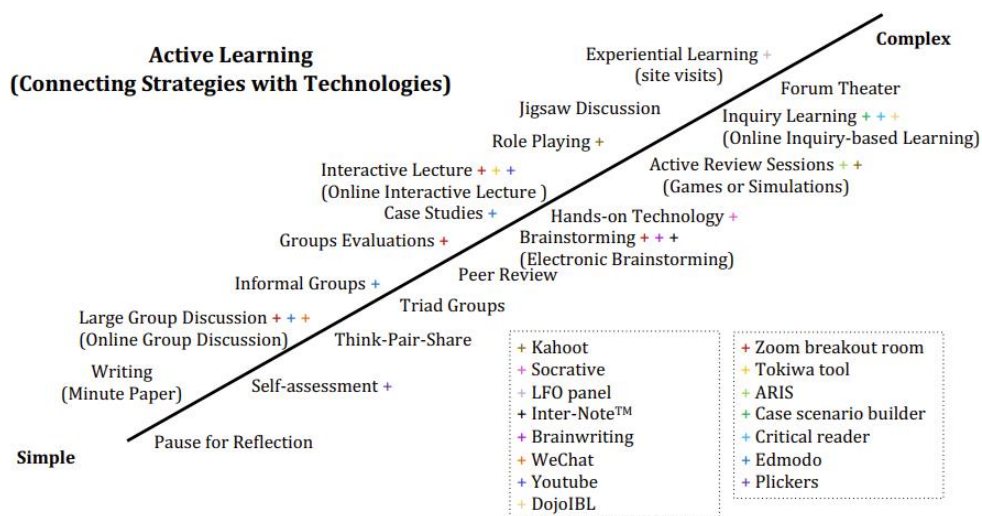 Active Learning
(Connecting Strategies with Technologies)
Complex
Experiential Learning +
(site visits)
Forum Theater
Jigsaw Discussion
Inquiry Learning + + +
(Online Inquiry-based Learning)
Role Playing +
Active Review Sessions + +
(Games or Simulations)
Interactive Lecture + + +
(Online Interactive Lecture )
Case Studies +
Hands-on Technology +
Groups Evaluations +
Brainstorming + + +
(Electronic Brainstorming)
Peer Review
Informal Groups +
Triad Groups
Large Group Discussion + + +
(Online Group Discussion)
Think-Pair-Share
Writing
(Minute Paper)
Self-assessment +
Pause for Reflection
Simple
+ Kahoot
+ Socrative
+ LFO panel
+ Inter-Note™
+ Brainwriting
+ WeChat
+ Youtube
+ DojoIBL
+ Zoom breakout room
+ Tokiwa tool
+ ARIS
+ Case scenario builder
+ Critical reader
+ Edmodo
+ Plickers